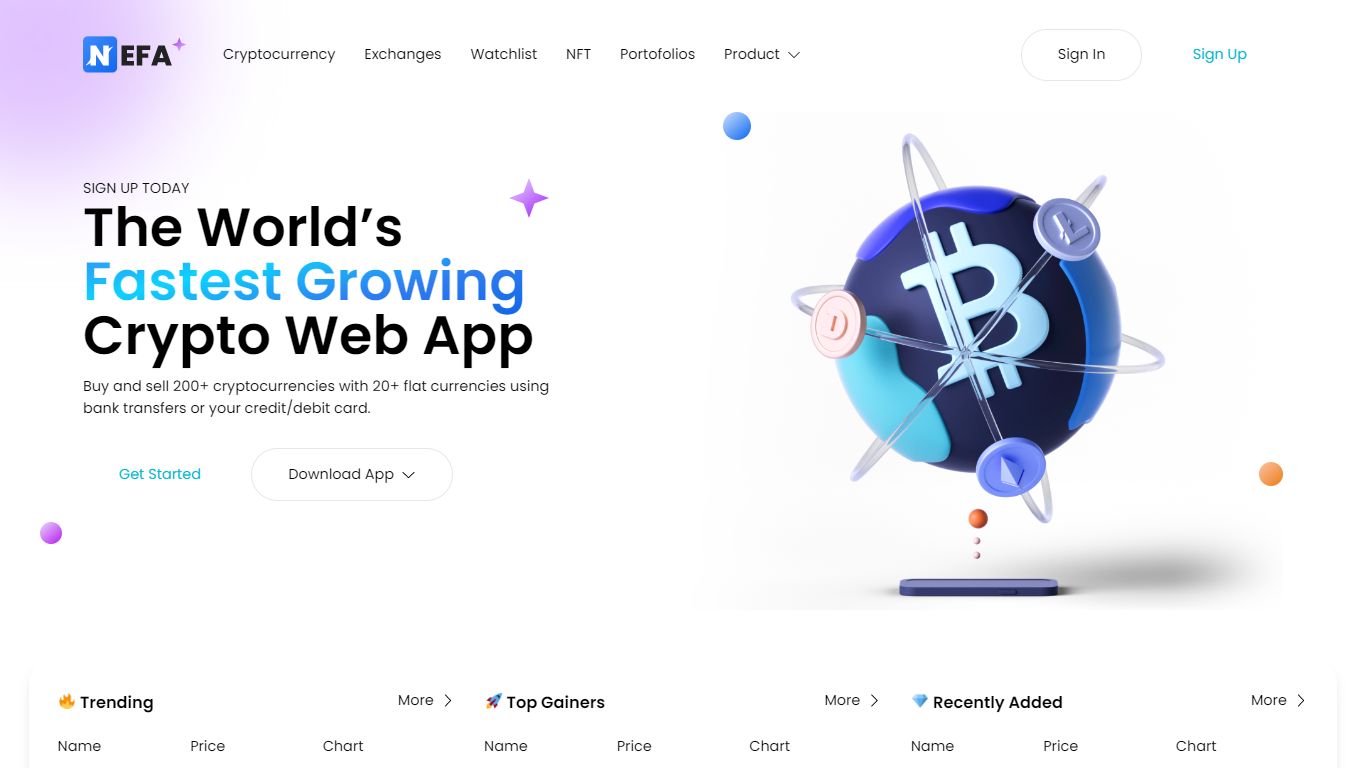 NEFA
Cryptocurrency Exchanges Watchlist NFT Portofolios Product
Sign In
Sign Up
SIGN UP TODAY
The World’s
Fastest Growing
Crypto Web App
Buy and sell 200+ cryptocurrencies with 20+ flat currencies using
bank transfers or your credit/debit card.
Get Started
Download App
Trending
More
Name Price Chart
Top Gainers
More
Name Price Chart
Recently Added
More
Name Price Chart